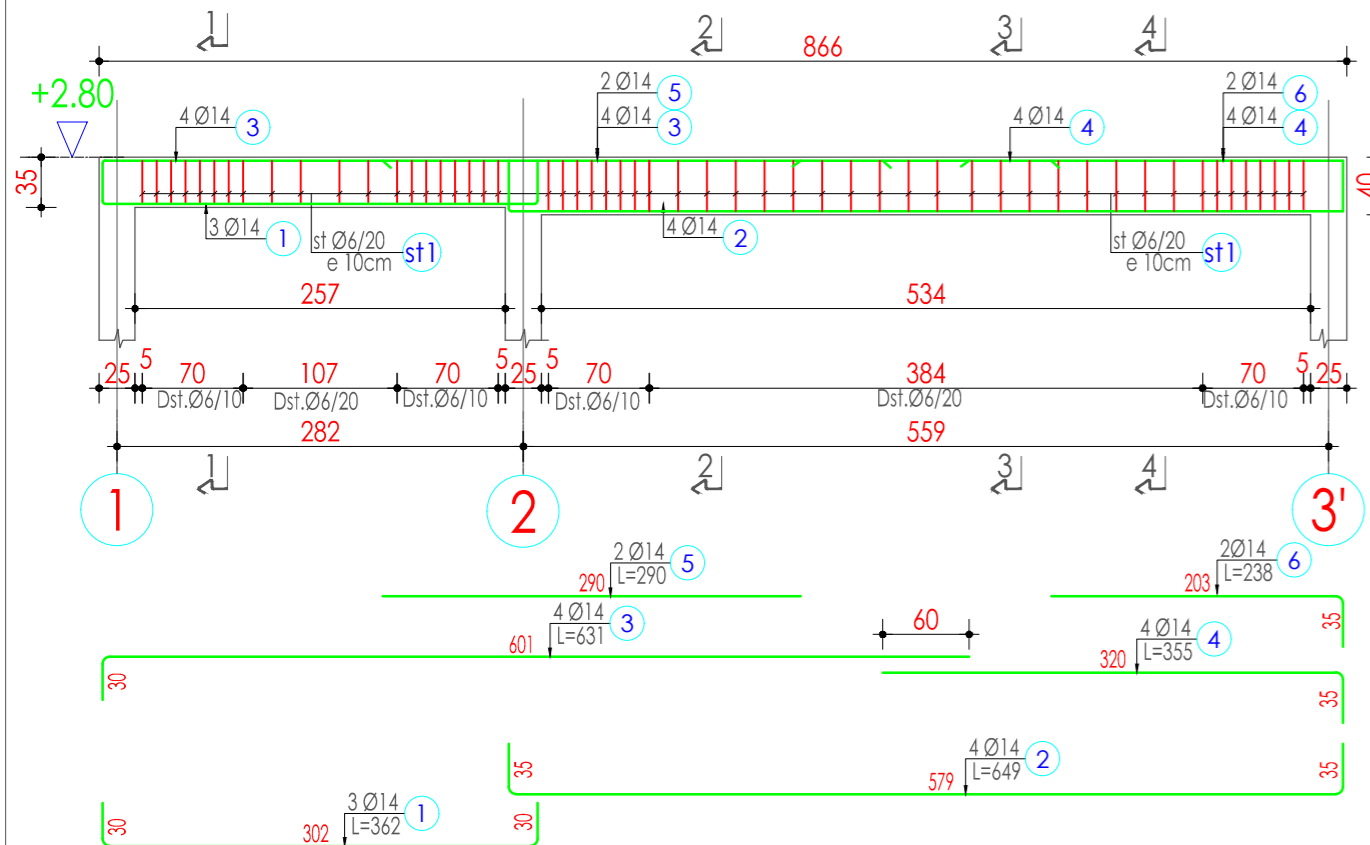 1 2 3 4
866
+2.80
2 Ø14 5
4 Ø14 3
4 Ø14 3
4 Ø14 4
2 Ø14 6
4 Ø14 4
35
40
3 Ø14 1
st Ø6/20
e 10cm st1
4 Ø14 2
st Ø6/20
e 10cm st1
257 534
25 5 70 107 70 5 25 5 70 384 70 5 25
Dst.Ø6/10 Dst.Ø6/20 Dst.Ø6/10 Dst.Ø6/10 Dst.Ø6/20 Dst.Ø6/10
282 559
1 2 3 4
1 2 3'
2 Ø14 5
290 L=290
2Ø14 6
203 L=238
35
4 Ø14 3
601 L=631
30
60
4 Ø14 4
320 L=355
35
4 Ø14 2
579 L=649
35 35
3 Ø14 1
302 L=362
30 30